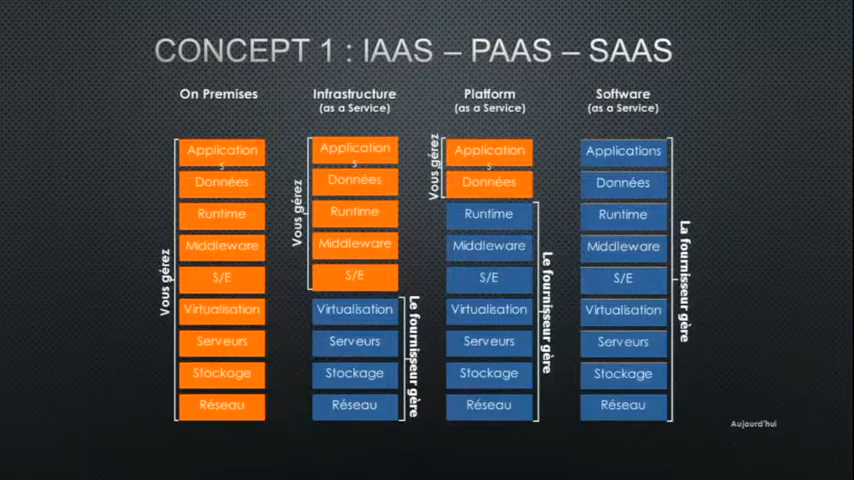 CONCEPT 1 : IAAS – PAAS – SAAS
On Premises
Vous gérez
Application
s
Données
Runtime
Middleware
S/E
Virtualisation
Serveurs
Stockage
Réseau
Infrastructure
(as a Service)
Vous gérez
Application
s
Données
Runtime
Middleware
S/E
Virtualisation
Serveurs
Stockage
Réseau
Le fournisseur gère
Platform
(as a Service)
Vous gérez
Application
s
Données
Runtime
Middleware
S/E
Virtualisation
Serveurs
Stockage
Réseau
Le fournisseur gère
Software
(as a Service)
Applications
Données
Runtime
Middleware
S/E
Virtualisation
Serveurs
Stockage
Réseau
La fournisseur gère
Aujourd'hui